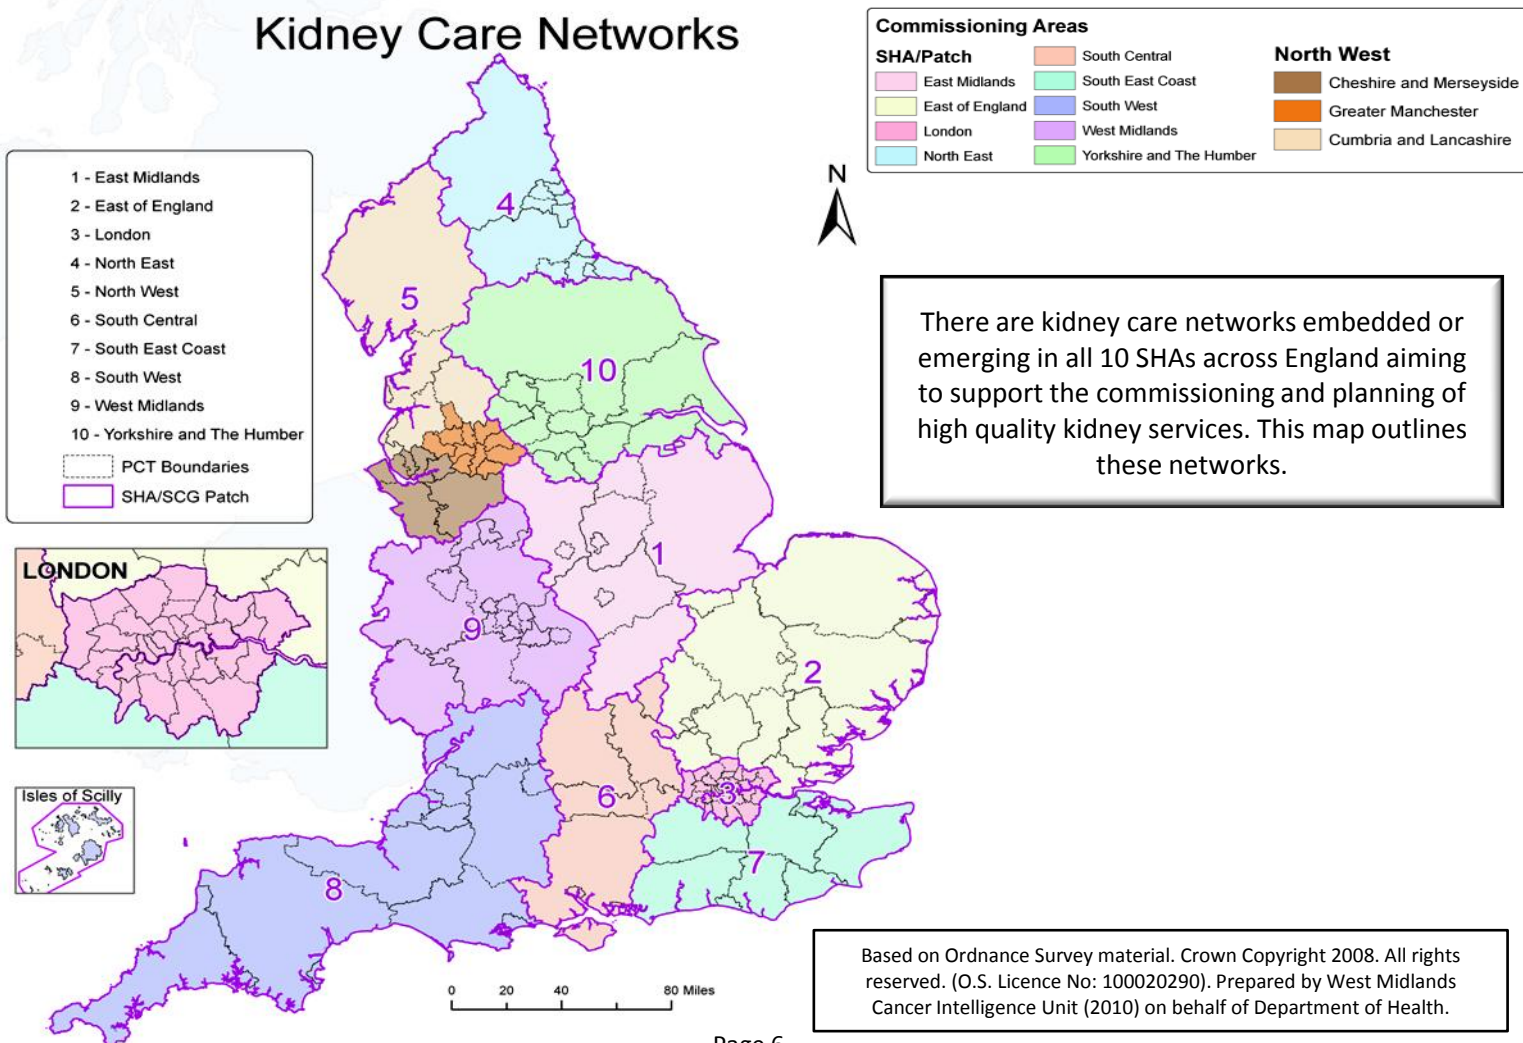 Kidney Care Networks
Commissioning Areas
SHA/Patch
East Midlands
East of England
London
North East
South Central
South East Coast
South West
West Midlands
Yorkshire and The Humber
North West
Cheshire and Merseyside
Greater Manchester
Cumbria and Lancashire
1 - East Midlands
2 - East of England
3 - London
4 - North East
5 - North West
6 - South Central
7 - South East Coast
8 - South West
9 - West Midlands
10 - Yorkshire and The Humber
PCT Boundaries
SHA/SCG Patch
N
There are kidney care networks embedded or
emerging in all 10 SHAs across England aiming
to support the commissioning and planning of
high quality kidney services. This map outlines
these networks.
4
5
10
1
9
2
6
3
7
8
LONDON
Isles of Scilly
0 20 40 80 Miles
Based on Ordnance Survey material. Crown Copyright 2008. All rights
reserved. (O.S. Licence No: 100020290). Prepared by West Midlands
Cancer Intelligence Unit (2010) on behalf of Department of Health.
Page 6